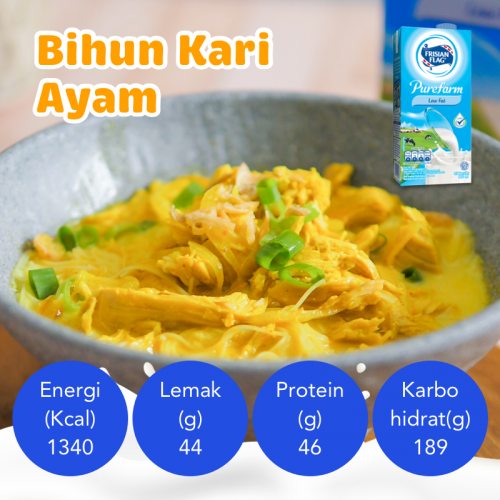 Bihun Kari
Ayam
FRISIAN
FLAG
Purefarm
Low Fat
Energi
(Kcal)
1340
Lemak
(g)
44
Protein
(g)
46
Karbo
hidrat(g)
189